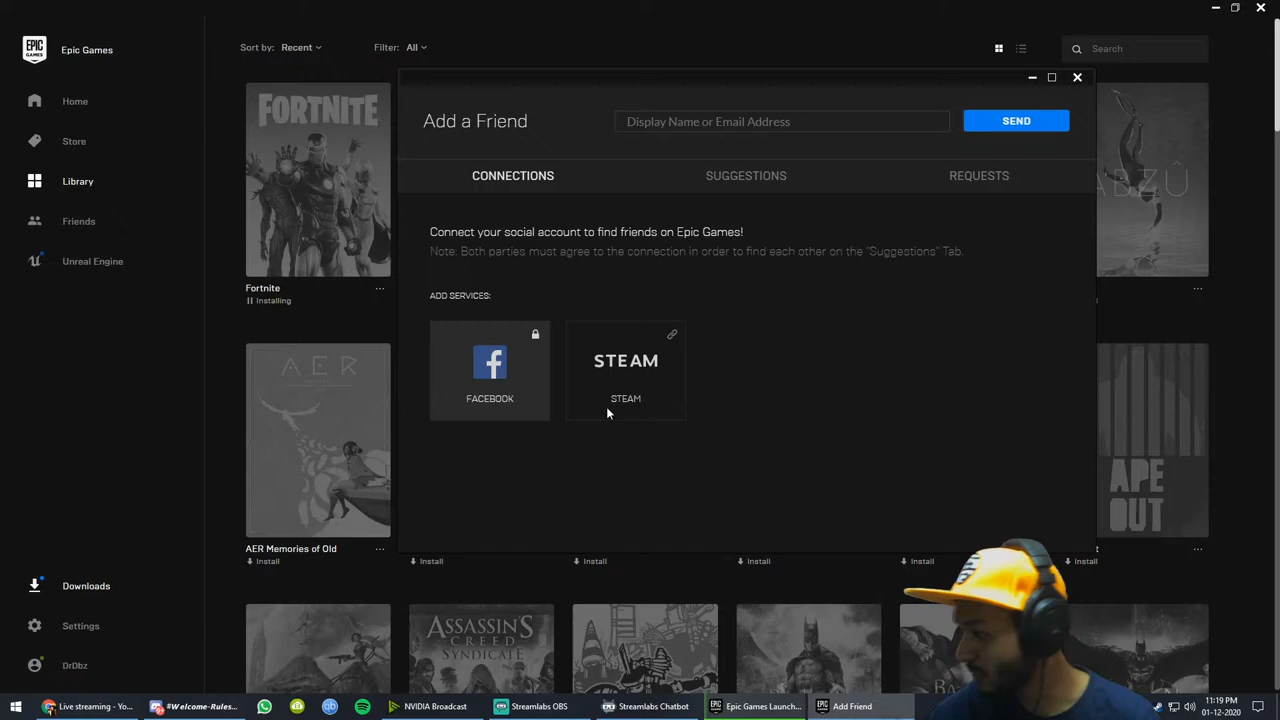 EPIC GAMES
Epic Games
Sort by: Recent
Filter: All
Search
Home
Store
Library
Friends
Unreal Engine
Add a Friend
Display Name or Email Address
SEND
CONNECTIONS
SUGGESTIONS
REQUESTS
Connect your social account to find friends on Epic Games!
Note: Both parties must agree to the connection in order to find each other on the "Suggestions" Tab.
ADD SERVICES:
FACEBOOK
STEAM
STEAM
FORTNITE
ABZÛ
Fortnite
Installing
AER
APE
OUT
AER Memories of Old
Install
Install
Install
Install
Install
Install
ASSASSIN'S
CREED
SYNDICATE
Downloads
Settings
DrDbz
Live streaming - Yo...
#Welcome-Rules...
NVIDIA Broadcast
Streamlabs OBS
Streamlabs Chatbot
Epic Games Launch...
Add Friend
11:19 PM
01-12-2020